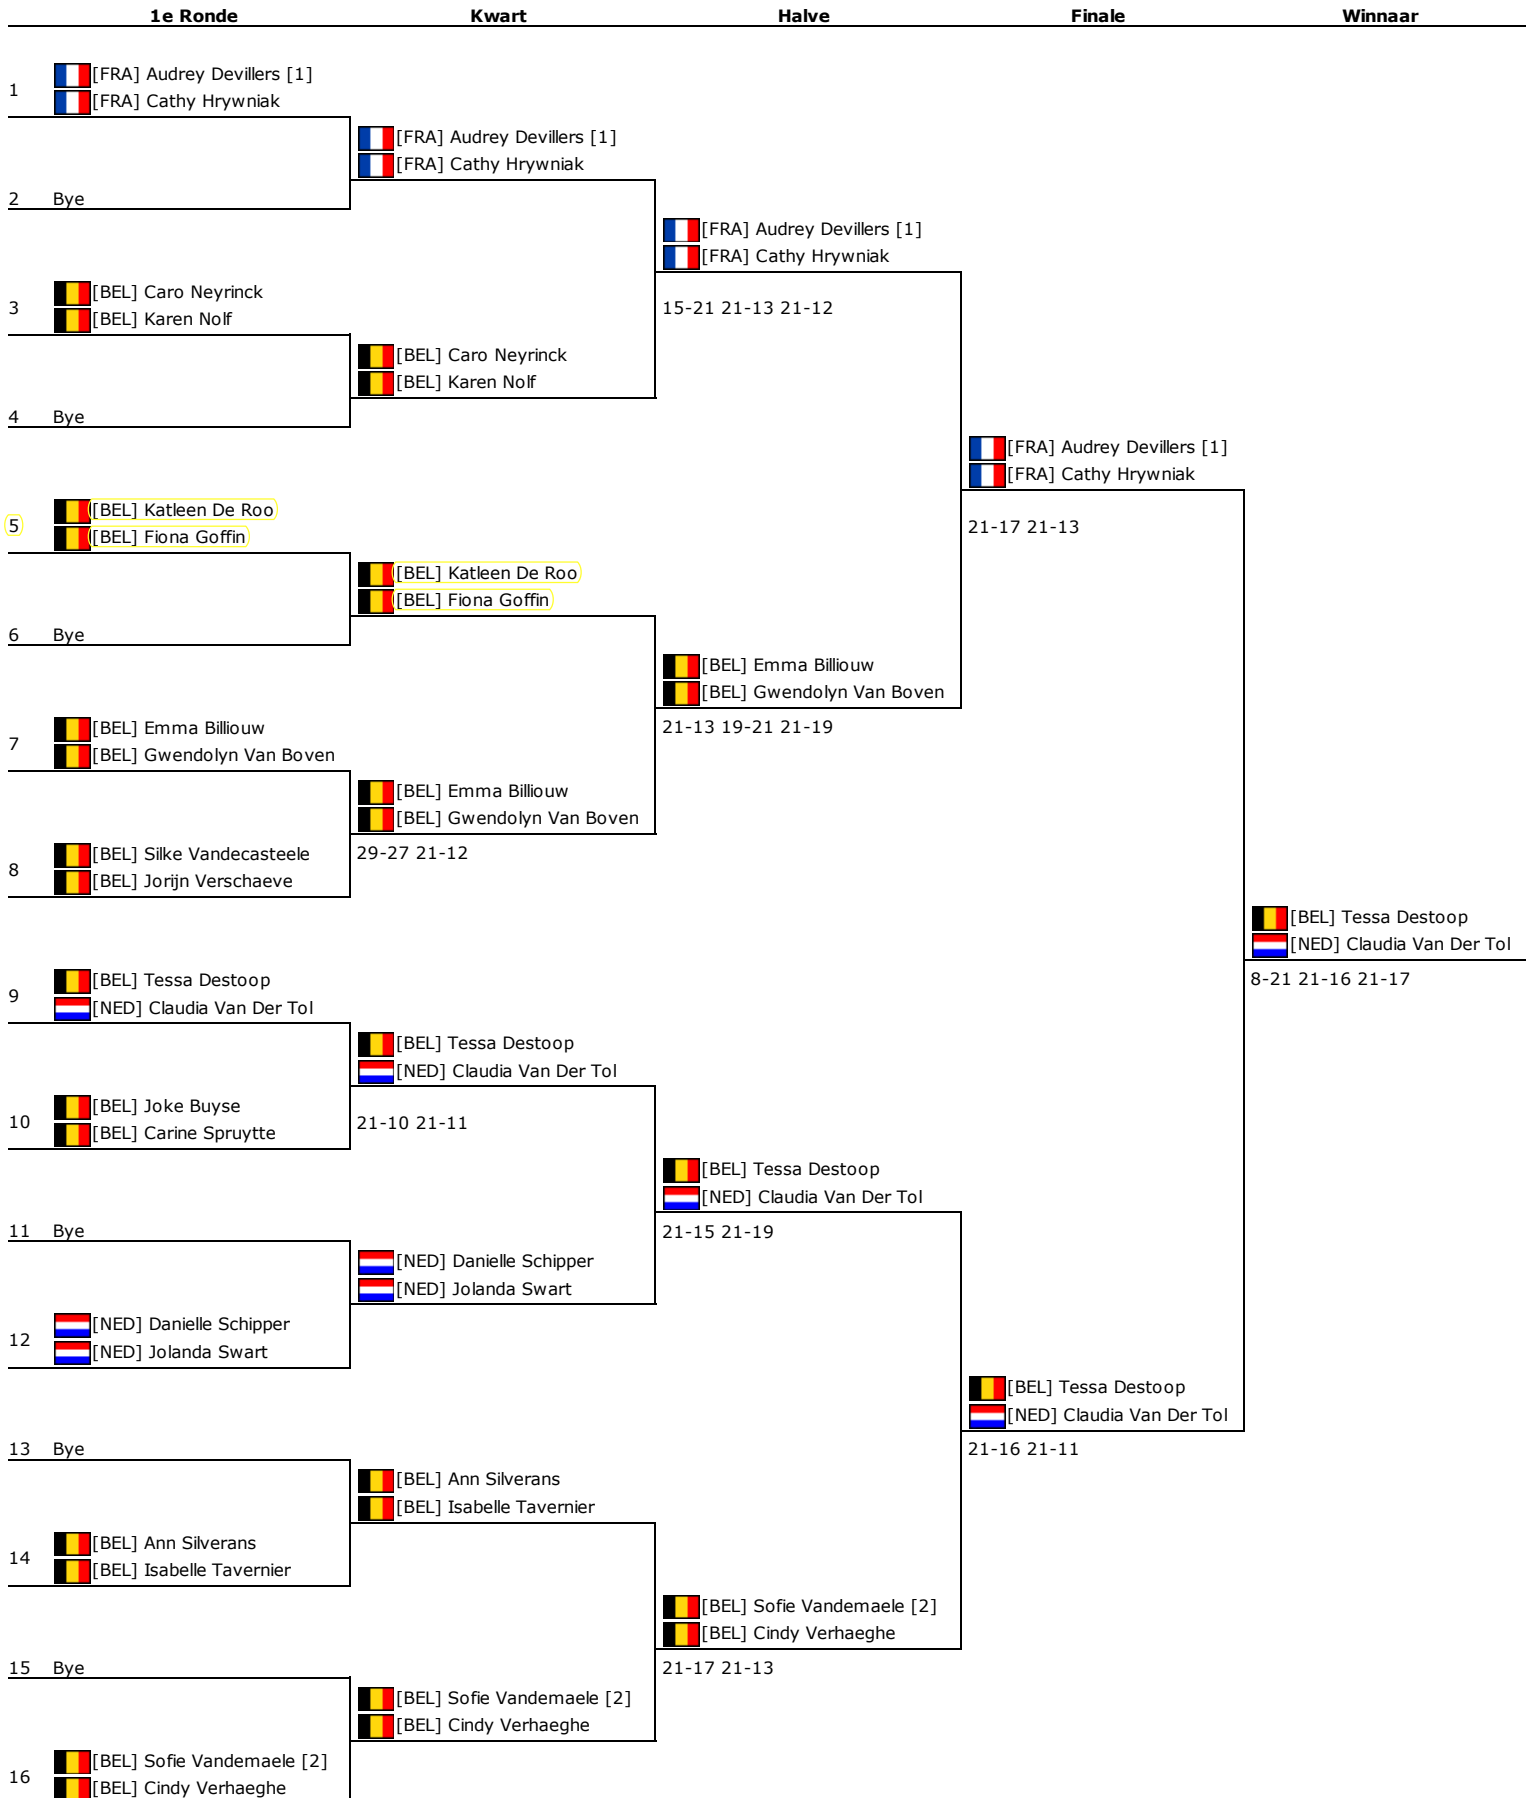 1e Ronde Kwart Halve Finale Winnaar
[FRA] Audrey Devillers [1]
1
[FRA] Cathy Hrywniak
[FRA] Audrey Devillers [1]
[FRA] Cathy Hrywniak
2 Bye
[FRA] Audrey Devillers [1]
[FRA] Cathy Hrywniak
[BEL] Caro Neyrinck
3
15-21 21-13 21-12
[BEL] Karen Nolf
[BEL] Caro Neyrinck
[BEL] Karen Nolf
4 Bye
[FRA] Audrey Devillers [1]
[FRA] Cathy Hrywniak
[BEL] Katleen De Roo
5
21-17 21-13
[BEL] Fiona Goffin
[BEL] Katleen De Roo
[BEL] Fiona Goffin
6 Bye
[BEL] Emma Billiouw
[BEL] Gwendolyn Van Boven
[BEL] Emma Billiouw
21-13 19-21 21-19
7
[BEL] Gwendolyn Van Boven
[BEL] Emma Billiouw
[BEL] Gwendolyn Van Boven
[BEL] Silke Vandecasteele
29-27 21-12
8
[BEL] Jorijn Verschaeve
[BEL] Tessa Destoop
[NED] Claudia Van Der Tol
[BEL] Tessa Destoop
8-21 21-16 21-17
9
[NED] Claudia Van Der Tol
[BEL] Tessa Destoop
[NED] Claudia Van Der Tol
[BEL] Joke Buyse
10
21-10 21-11
[BEL] Carine Spruytte
[BEL] Tessa Destoop
[NED] Claudia Van Der Tol
11 Bye
21-15 21-19
[NED] Danielle Schipper
[NED] Jolanda Swart
[NED] Danielle Schipper
12
[NED] Jolanda Swart
[BEL] Tessa Destoop
[NED] Claudia Van Der Tol
13 Bye
21-16 21-11
[BEL] Ann Silverans
[BEL] Isabelle Tavernier
[BEL] Ann Silverans
14
[BEL] Isabelle Tavernier
[BEL] Sofie Vandemaele [2]
[BEL] Cindy Verhaeghe
15 Bye
21-17 21-13
[BEL] Sofie Vandemaele [2]
[BEL] Cindy Verhaeghe
[BEL] Sofie Vandemaele [2]
16
[BEL] Cindy Verhaeghe